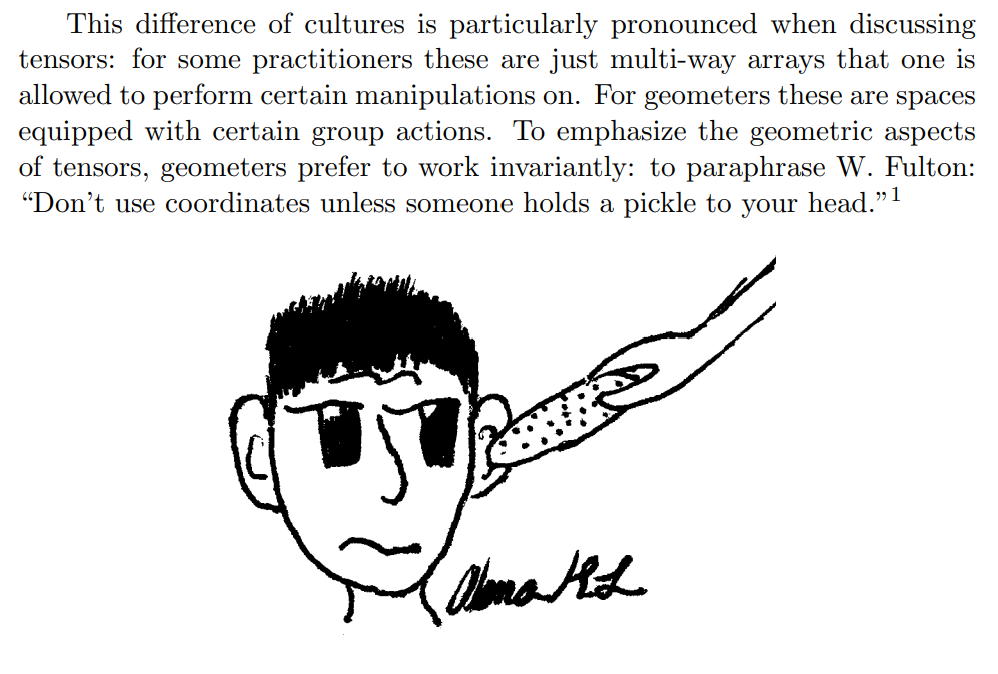 This difference of cultures is particularly pronounced when discussing
tensors: for some practitioners these are just multi-way arrays that one is
allowed to perform certain manipulations on. For geometers these are spaces
equipped with certain group actions. To emphasize the geometric aspects
of tensors, geometers prefer to work invariantly: to paraphrase W. Fulton:
“Don’t use coordinates unless someone holds a pickle to your head.”1